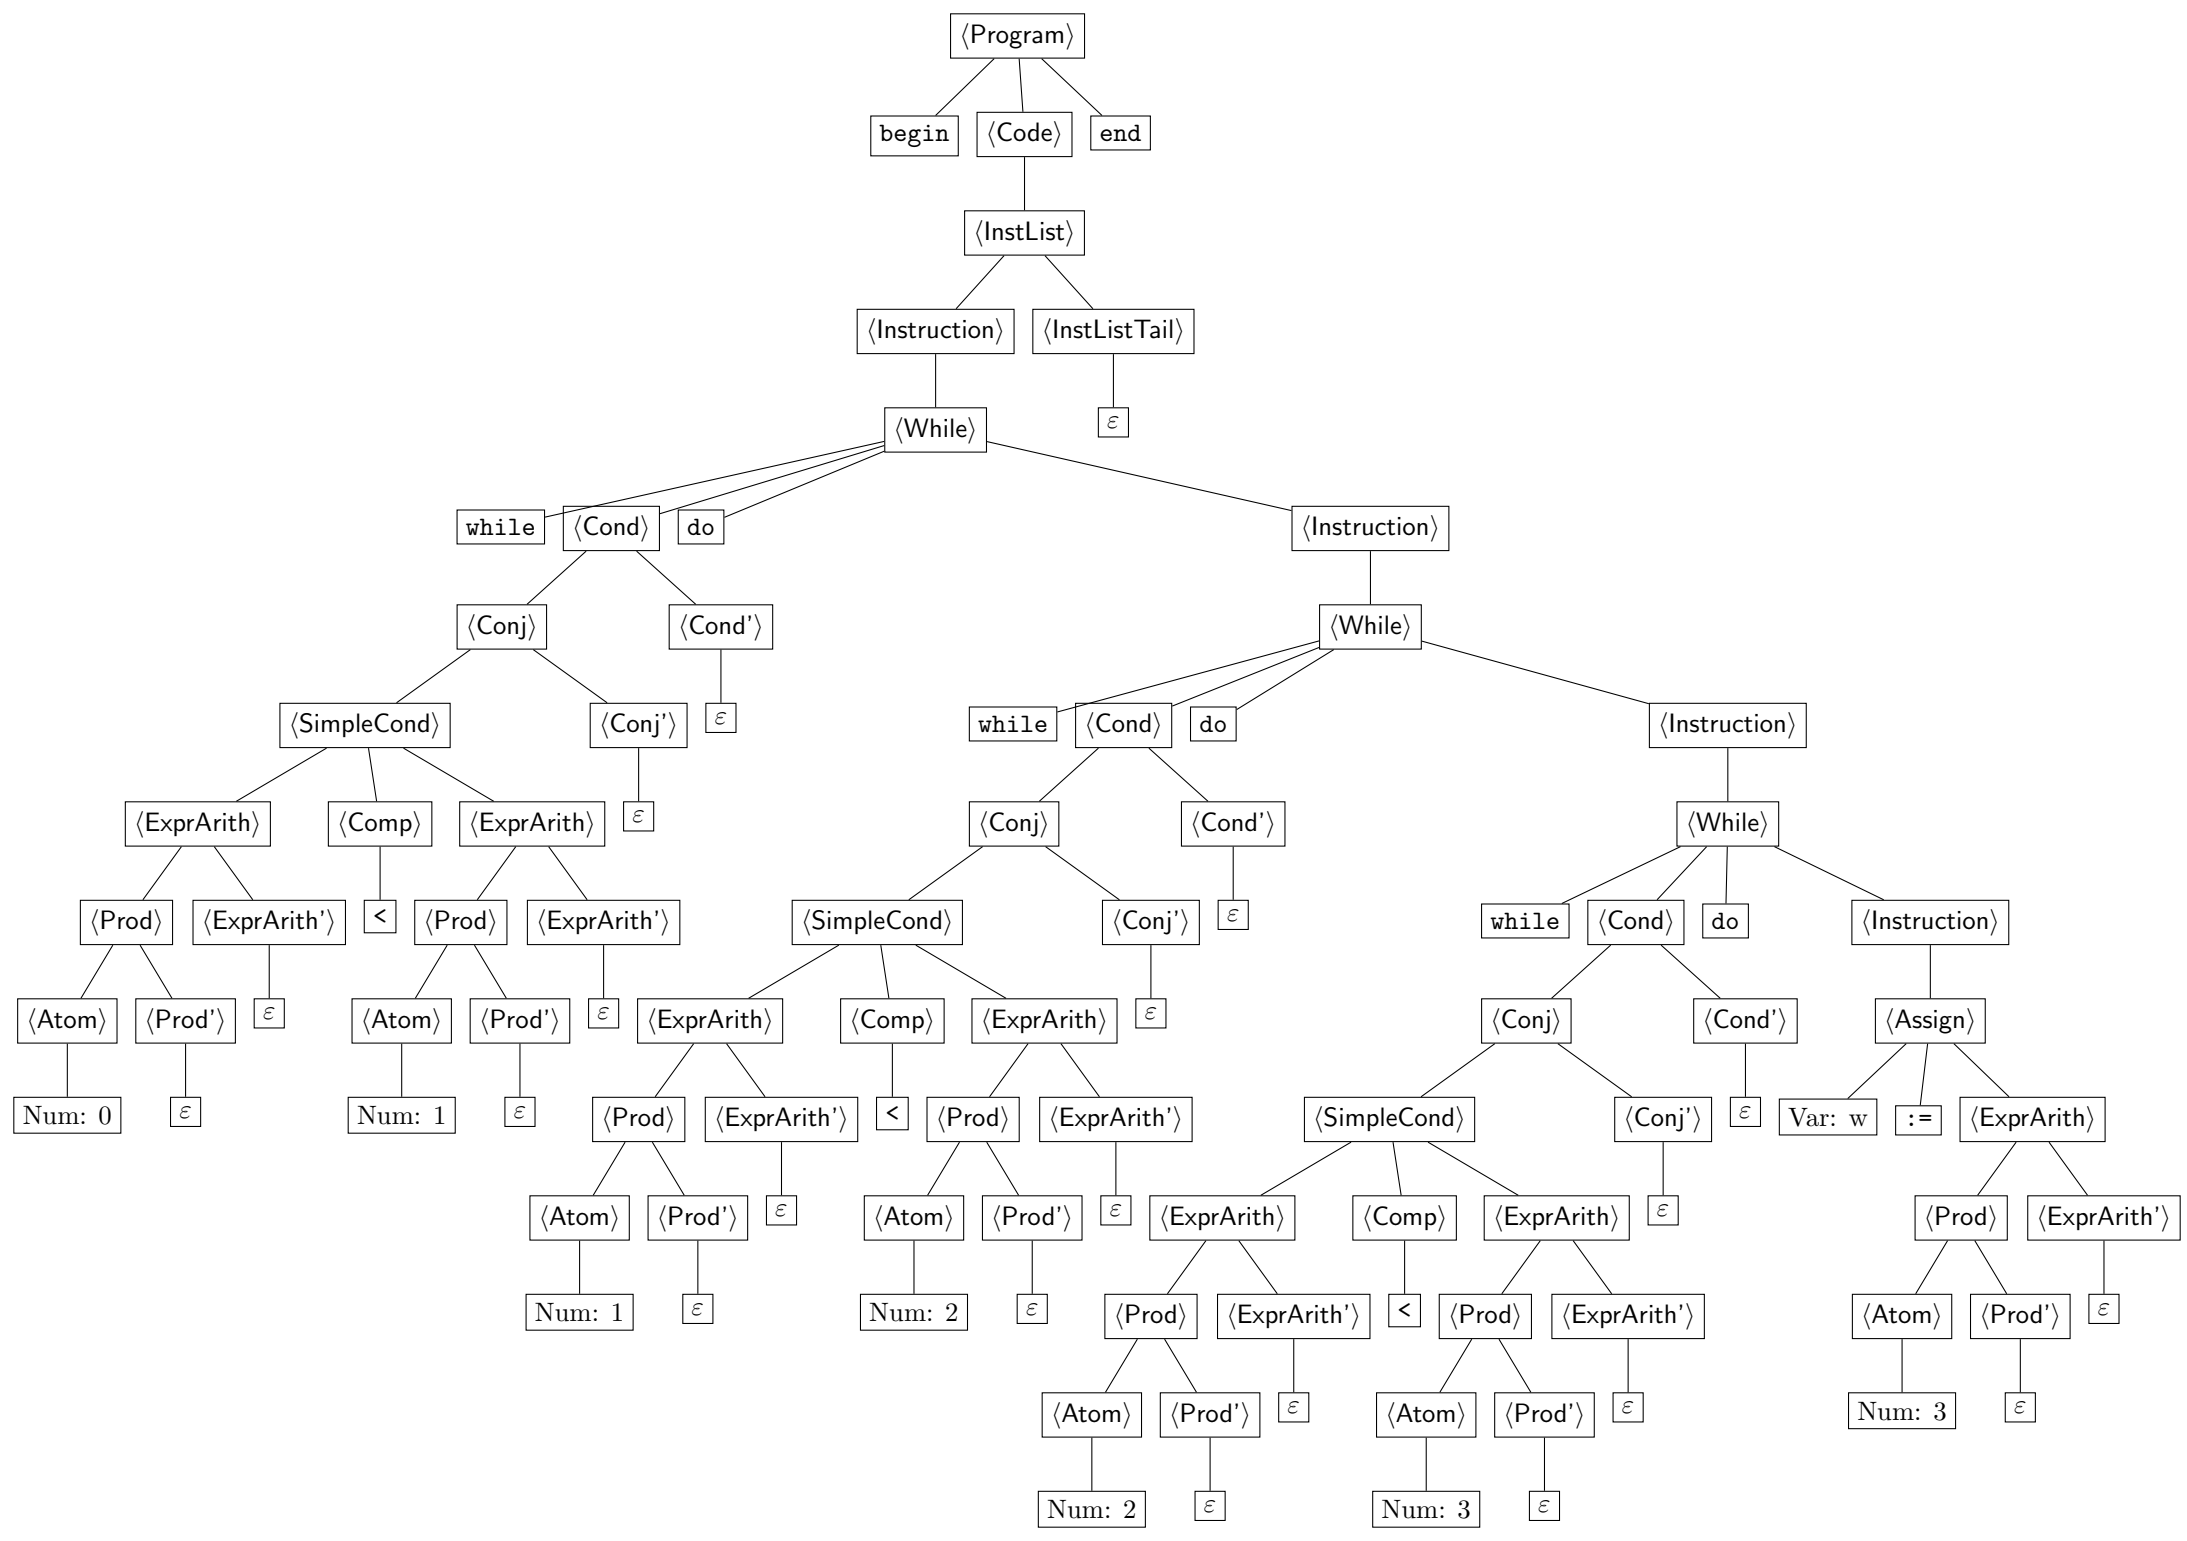 ⟨Program⟩
begin ⟨Code⟩ end
⟨InstList⟩
⟨Instruction⟩ ⟨InstListTail⟩
⟨While⟩ ε
while ⟨Cond⟩ do ⟨Instruction⟩
⟨Conj⟩ ⟨Cond'⟩ ⟨While⟩
⟨SimpleCond⟩ ⟨Conj'⟩ ε while ⟨Cond⟩ do ⟨Instruction⟩
⟨ExprArith⟩ ⟨Comp⟩ ⟨ExprArith⟩ ε ⟨Conj⟩ ⟨Cond'⟩ ⟨While⟩
⟨Prod⟩ ⟨ExprArith'⟩ < ⟨Prod⟩ ⟨ExprArith'⟩ ⟨SimpleCond⟩ ⟨Conj'⟩ ε while ⟨Cond⟩ do ⟨Instruction⟩
⟨Atom⟩ ⟨Prod'⟩ ε ⟨Atom⟩ ⟨Prod'⟩ ε ⟨ExprArith⟩ ⟨Comp⟩ ⟨ExprArith⟩ ε ⟨Conj⟩ ⟨Cond'⟩ ⟨Assign⟩
Num: 0 ε Num: 1 ε ⟨Prod⟩ ⟨ExprArith'⟩ < ⟨Prod⟩ ⟨ExprArith'⟩ ⟨SimpleCond⟩ ⟨Conj'⟩ ε Var: w := ⟨ExprArith⟩
⟨Atom⟩ ⟨Prod'⟩ ε ⟨Atom⟩ ⟨Prod'⟩ ε ⟨ExprArith⟩ ⟨Comp⟩ ⟨ExprArith⟩ ε ⟨Prod⟩ ⟨ExprArith'⟩
Num: 1 ε Num: 2 ε ⟨Prod⟩ ⟨ExprArith'⟩ < ⟨Prod⟩ ⟨ExprArith'⟩ ⟨Atom⟩ ⟨Prod'⟩ ε
⟨Atom⟩ ⟨Prod'⟩ ε ⟨Atom⟩ ⟨Prod'⟩ ε Num: 3 ε
Num: 2 ε Num: 3 ε